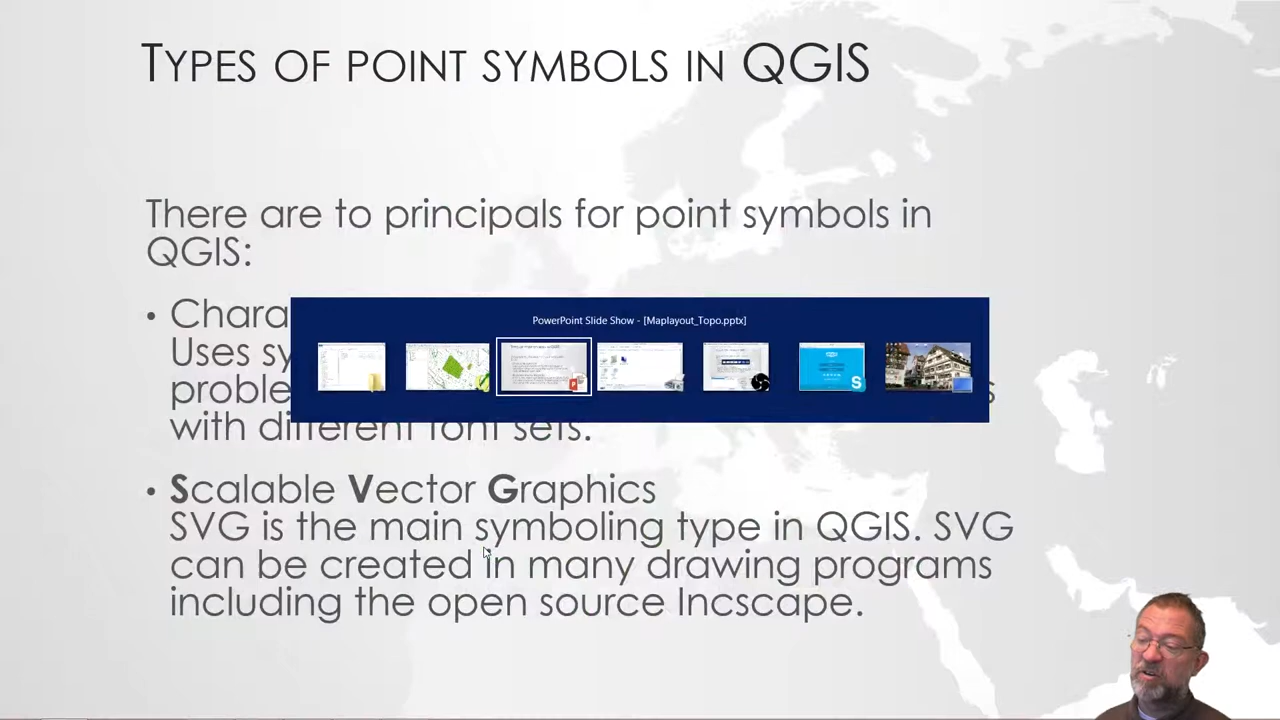 TYPES OF POINT SYMBOLS IN QGIS
There are to principals for point symbols in
QGIS:
• Chara
Uses sy
proble
with different font sets.
PowerPoint Slide Show - [Maplayout_Topo.pptx]
• Scalable Vector Graphics
SVG is the main symboling type in QGIS. SVG
can be created in many drawing programs
including the open source Incscape.